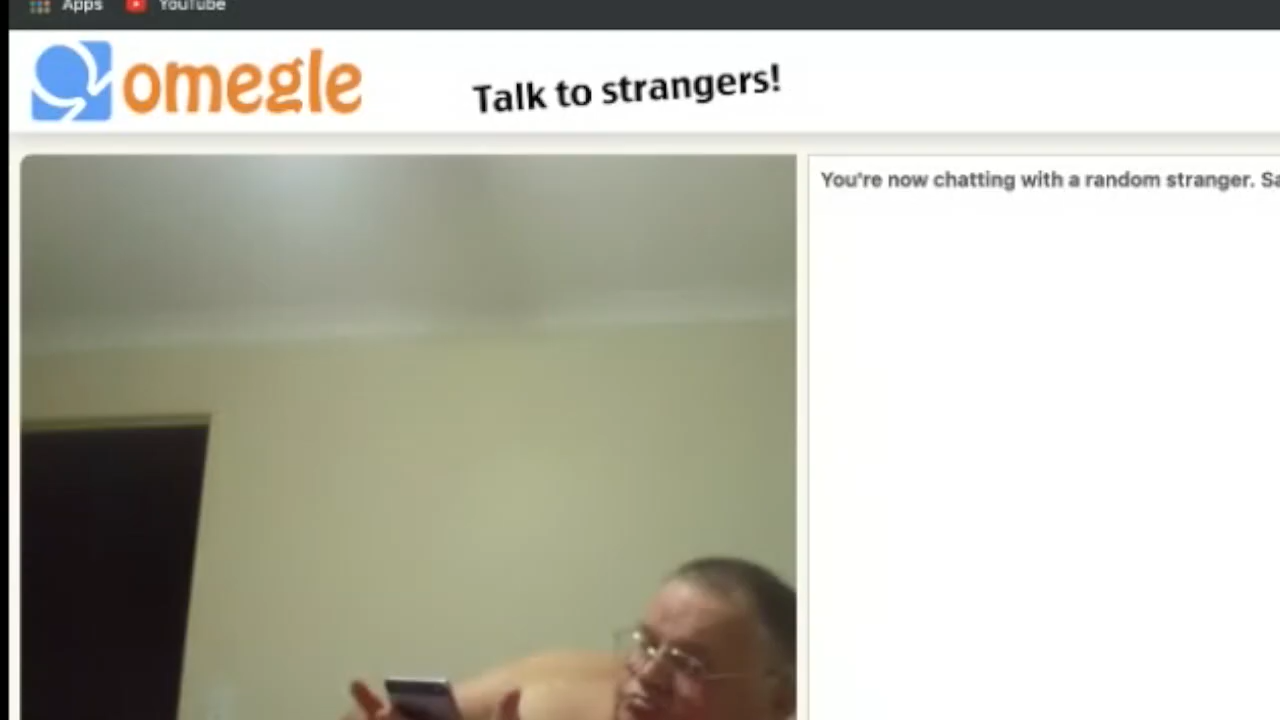 Apps YouTube
omegle Talk to strangers!
You're now chatting with a random stranger. Sa